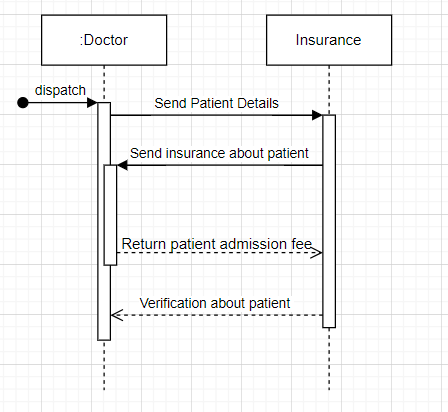 :Doctor
Insurance
dispatch
Send Patient Details
Send insurance about patient
Return patient admission fee
Verification about patient